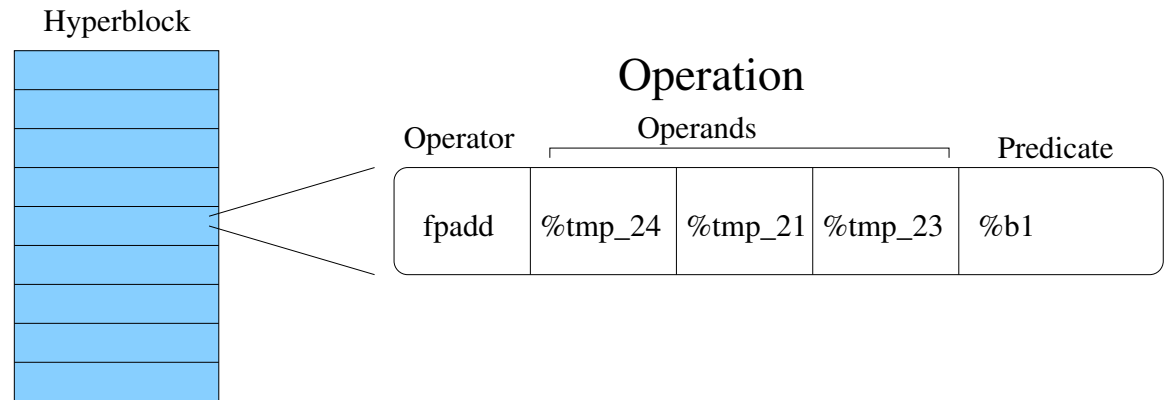 Hyperblock
Operation
Operator Operands Predicate
fpadd %tmp_24 %tmp_21 %tmp_23 %b1